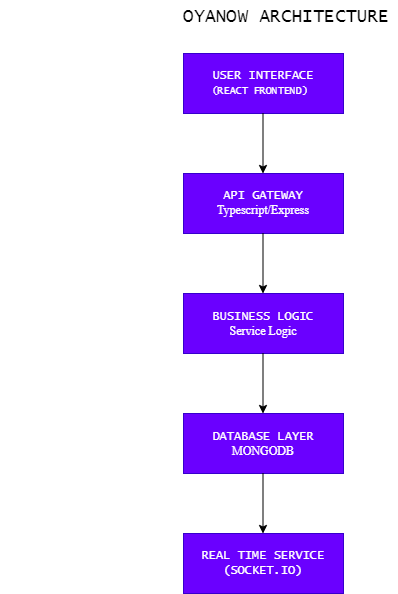 OYANOW ARCHITECTURE
USER INTERFACE
(REACT FRONTEND)
API GATEWAY
Typescript/Express
BUSINESS LOGIC
Service Logic
DATABASE LAYER
MONGODB
REAL TIME SERVICE
(SOCKET.IO)